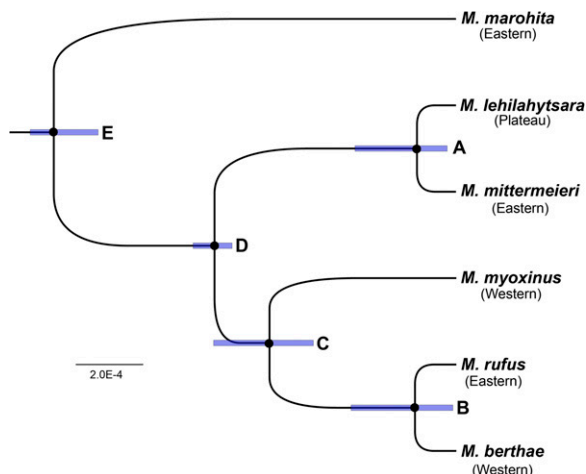 M. marohita
(Eastern)
E
M. lehilahytsara
(Plateau)
A
M. mittermeieri
(Eastern)
D
M. myoxinus
(Western)
C
2.0E-4
M. rufus
(Eastern)
B
M. berthae
(Western)